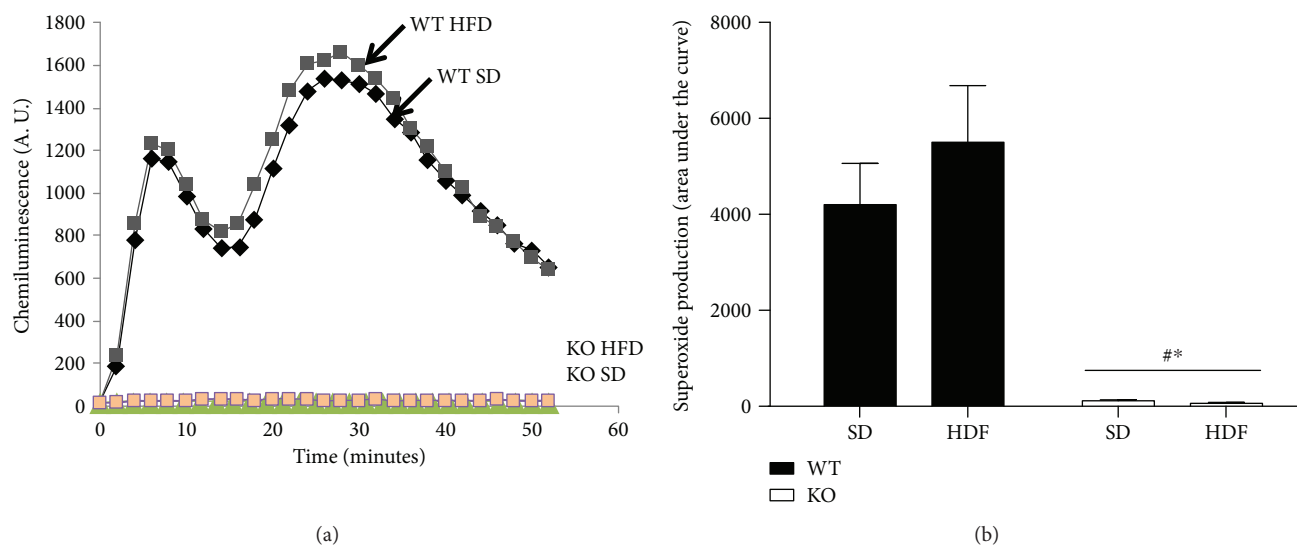 Chemiluminescence (A. U.)
1800
1600
1400
1200
1000
800
600
400
200
0
WT HFD
WT SD
KO HFD
KO SD
0 10 20 30 40 50 60
Time (minutes)
(a)
Superoxide production (area under the curve)
8000
6000
4000
2000
0
#*
SD HDF SD HDF
WT
KO
(b)